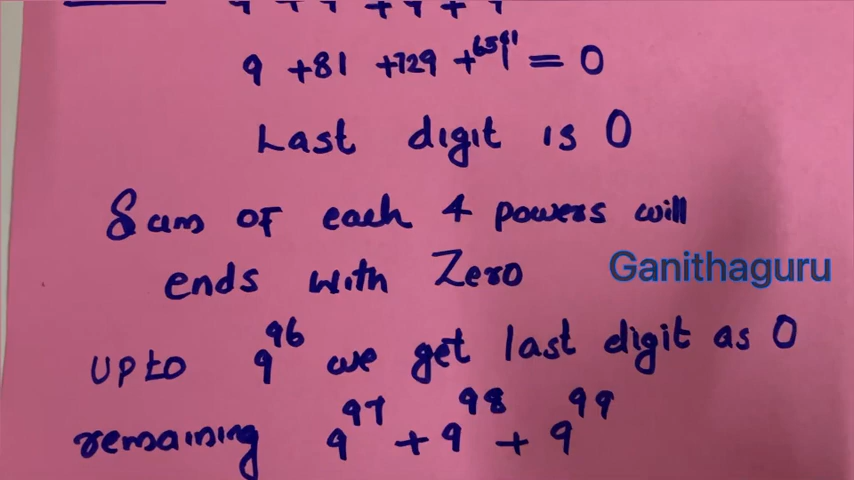 9 +81 +729 +6561 = 0
Last digit is 0
Sum of each 4 powers will
ends with Zero
Ganithaguru
upto 9^96 we get last digit as 0
remaining 9^97 + 9^98 + 9^99